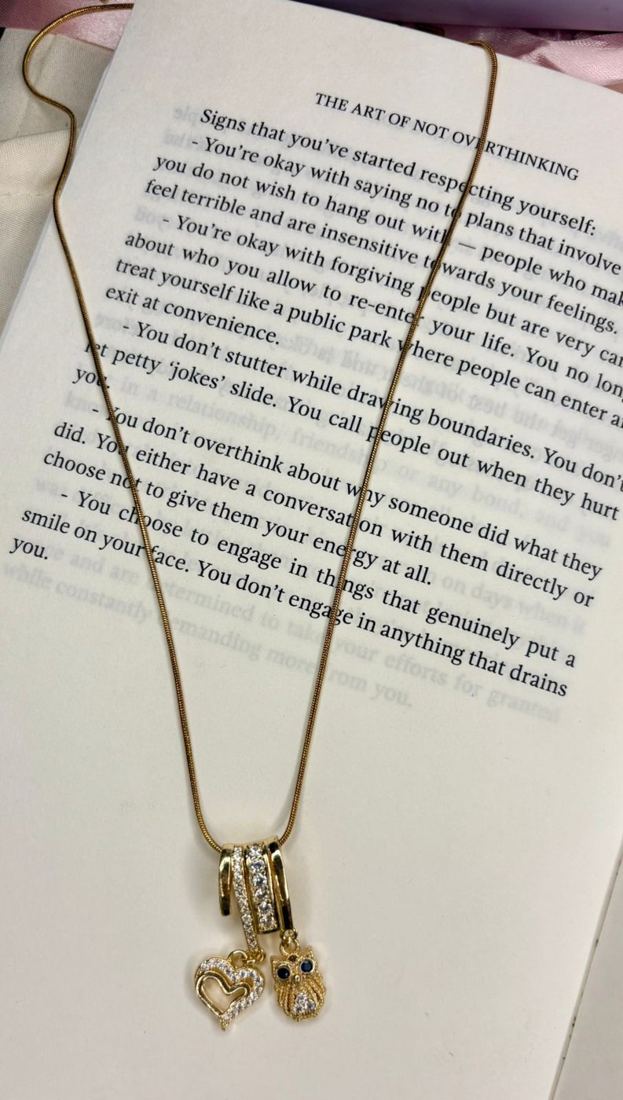 THE ART OF NOT OVERTHINKING
Signs that you've started respecting yourself:
- You're okay with saying no to plans that involve
you do not wish to hang out with — people who
feel terrible and are insensitive towards your feelings.
- You're okay with forgiving people but are very
about who you allow to re-enter your life. You no
treat yourself like a public park where people can enter
exit at convenience.
- You don't stutter while drawing boundaries. You don't
let petty 'jokes' slide. You call people out when they hurt
you.
- You don't overthink about why someone did what they
did. You either have a conversation with them directly or
choose not to give them your energy at all.
- You choose to engage in things that genuinely put a
smile on your face. You don't engage in anything that drains
you.